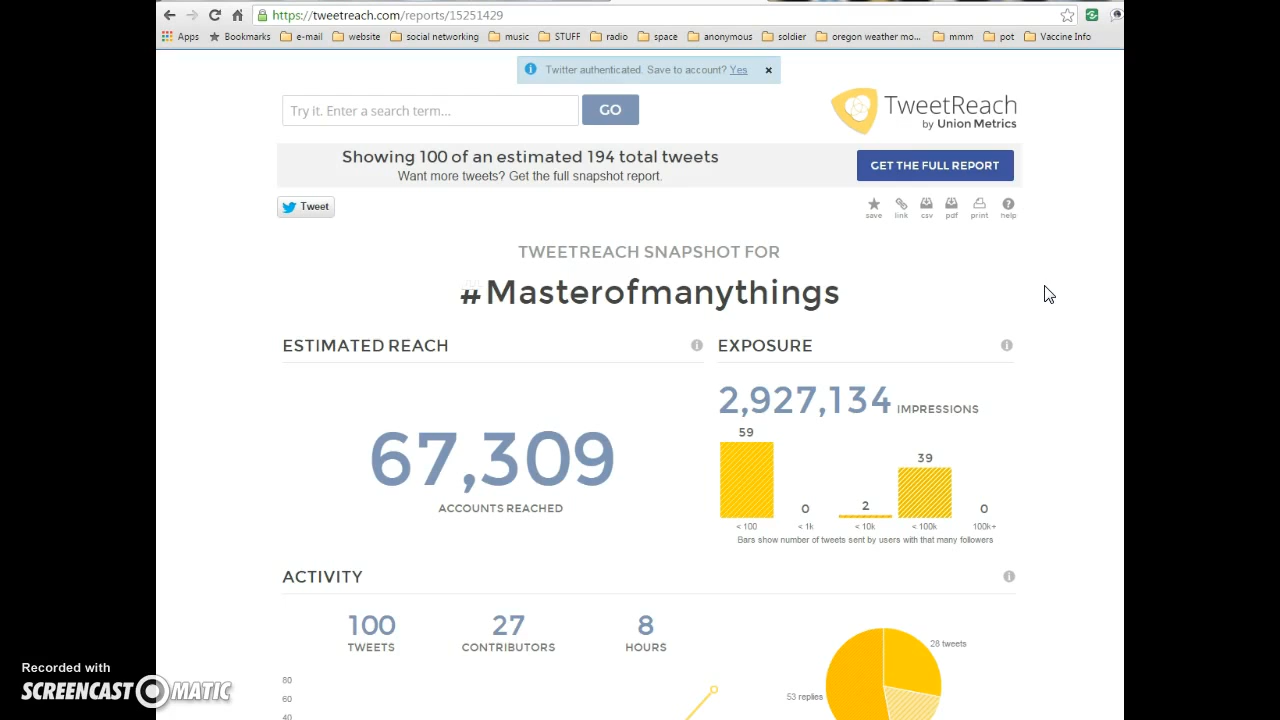 https://tweetreach.com/reports/15251429
Apps Bookmarks e-mail website social networking music STUFF radio space anonymous soldier oregon weather mo... mmm pot Vaccine Info
Twitter authenticated. Save to account? Yes ×
Try it. Enter a search term... GO
TweetReach
by Union Metrics
Showing 100 of an estimated 194 total tweets
Want more tweets? Get the full snapshot report.
GET THE FULL REPORT
Tweet
save link csv pdf print help
TWEETREACH SNAPSHOT FOR
#Masterofmanythings
ESTIMATED REACH
67,309
ACCOUNTS REACHED
EXPOSURE
2,927,134 IMPRESSIONS
59 0 2 39 0
< 100 < 1k < 10k < 100k 100k+
Bars show number of tweets sent by users with that many followers
ACTIVITY
100 27 8
TWEETS CONTRIBUTORS HOURS
80
60
40
28 tweets
53 replies
Recorded with
SCREENCAST-O-MATIC